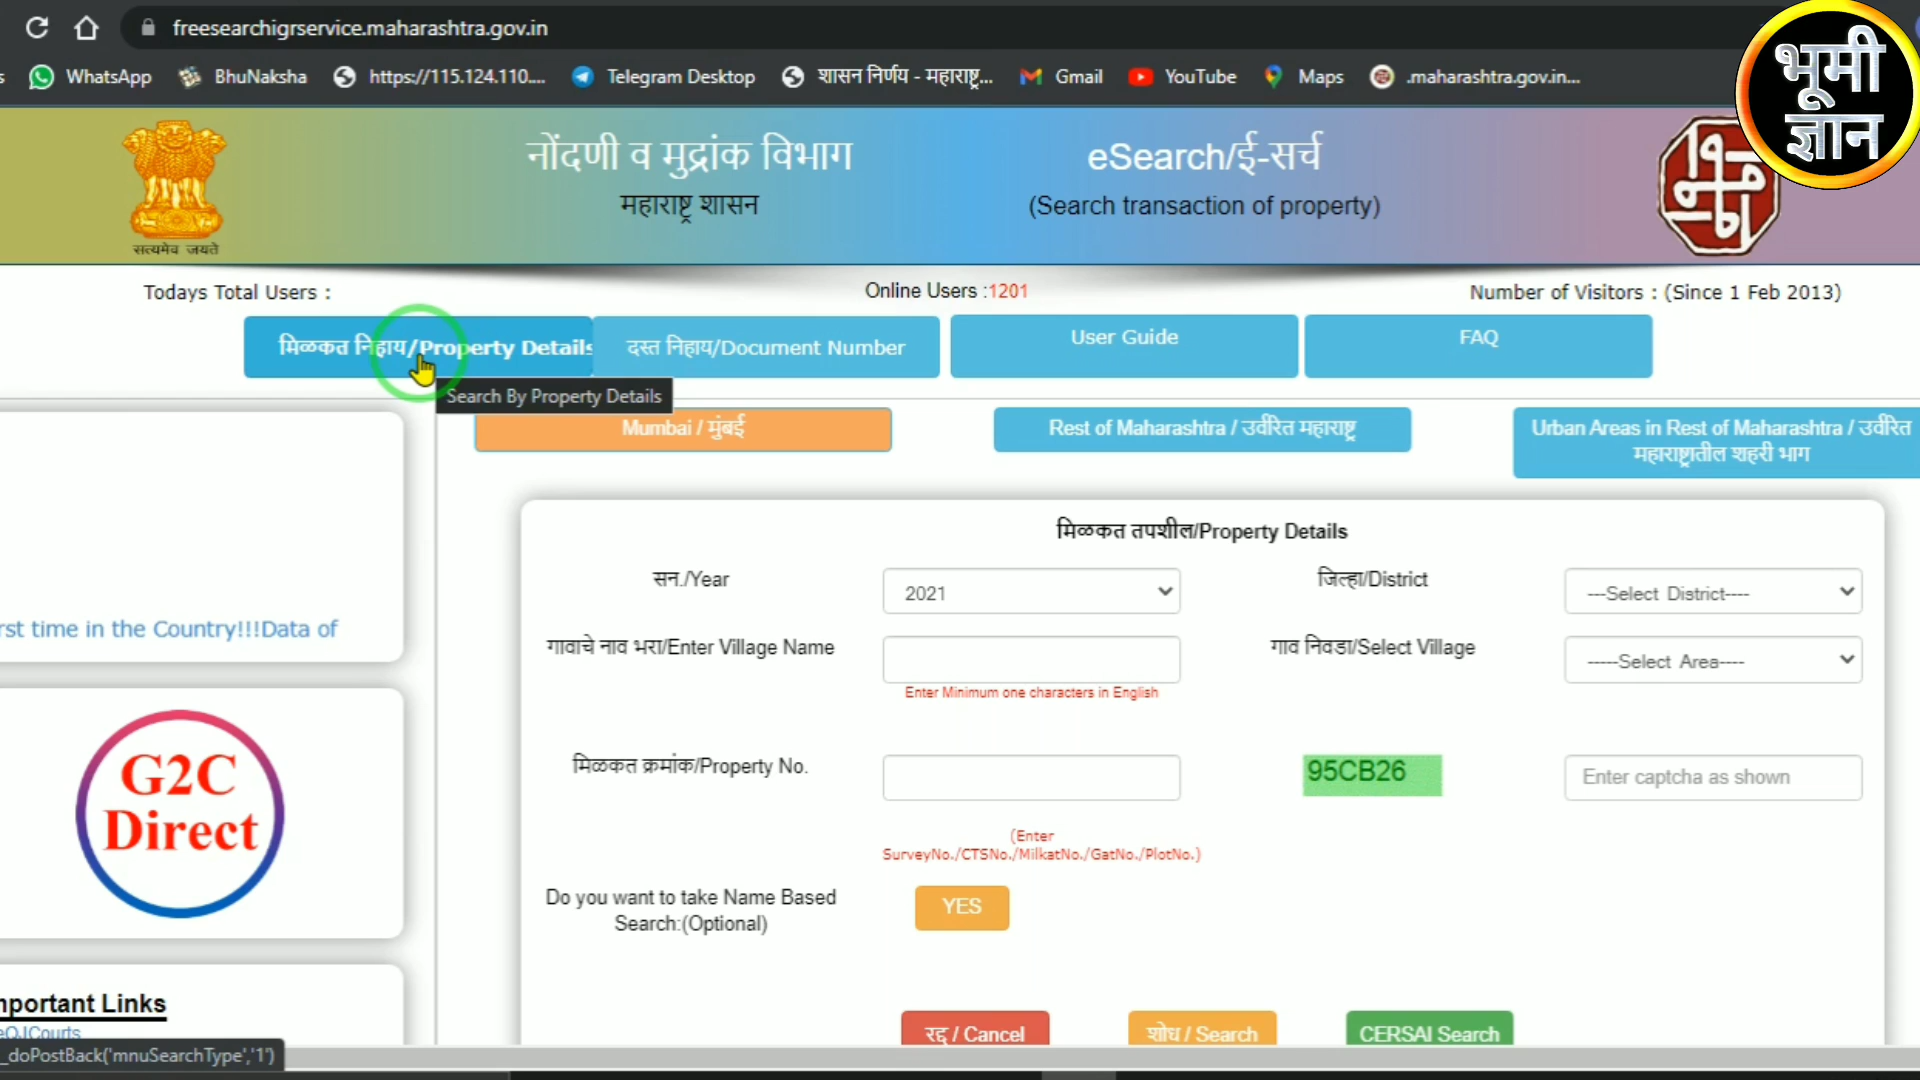 freesearchigrservice.maharashtra.gov.in
s WhatsApp BhuNaksha https://115.124.110.... Telegram Desktop शासन निर्णय - महाराष्ट्र... Gmail YouTube Maps .maharashtra.gov.in...
भूमी
ज्ञान
सत्यमेव जयते
नोंदणी व मुद्रांक विभाग
महाराष्ट्र शासन
eSearch/ई-सर्च
(Search transaction of property)
Todays Total Users :
Online Users :1201
Number of Visitors : (Since 1 Feb 2013)
मिळकत निहाय/Property Details
दस्त निहाय/Document Number
User Guide
FAQ
Search By Property Details
Mumbai / मुंबई
Rest of Maharashtra / उर्वरित महाराष्ट्र
Urban Areas in Rest of Maharashtra / उर्वरित
महाराष्ट्रातील शहरी भाग
rst time in the Country!!!Data of
G2C
Direct
mportant Links
eQJCourts
_doPostBack('mnuSearchType','1')
मिळकत तपशील/Property Details
सन./Year
2021
जिल्हा/District
---Select District----
गावाचे नाव भरा/Enter Village Name
Enter Minimum one characters in English
गाव निवडा/Select Village
-----Select Area----
मिळकत क्रमांक/Property No.
95CB26
Enter captcha as shown
(Enter
SurveyNo./CTSNo./MilkatNo./GatNo./PlotNo.)
Do you want to take Name Based
Search:(Optional)
YES
रद्द / Cancel
शोध / Search
CERSAI Search